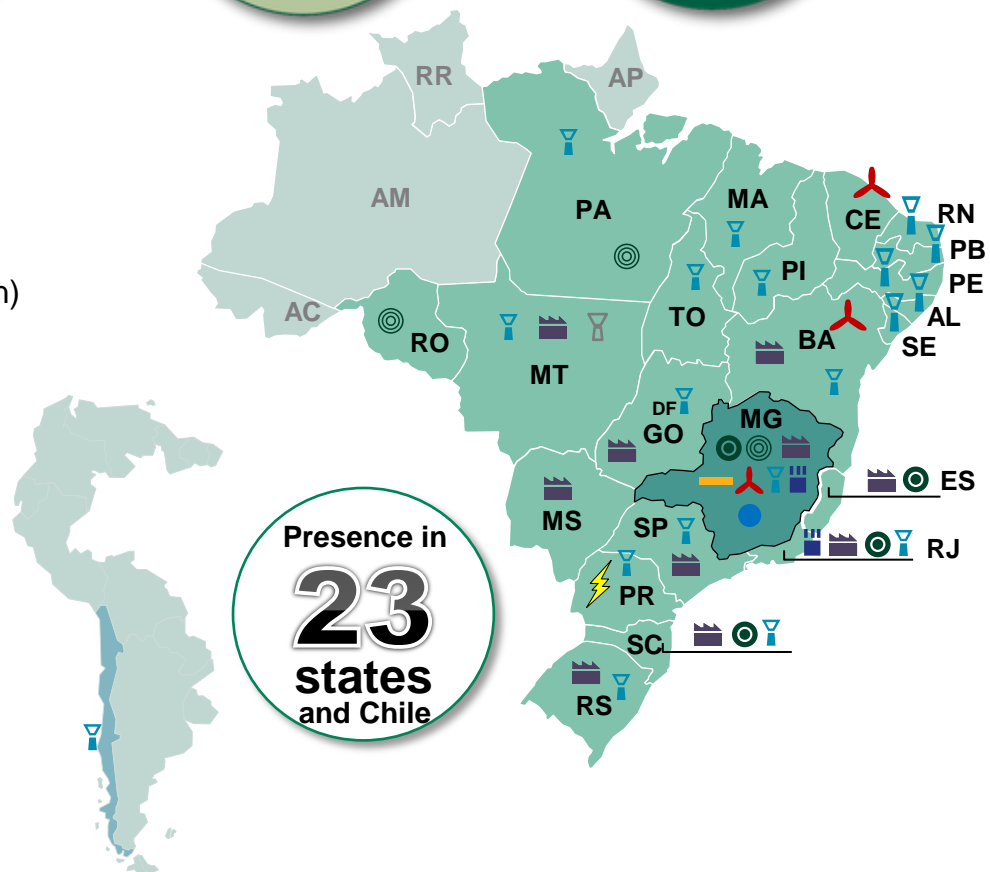 RR
AP
AM
PA
MA
CE
RN
PB
PI
PE
AC
TO
AL
RO
BA
SE
MT
DF
GO
MG
ES
MS
SP
RJ
PR
SC
RS
n)
Presence in
23
states
and Chile